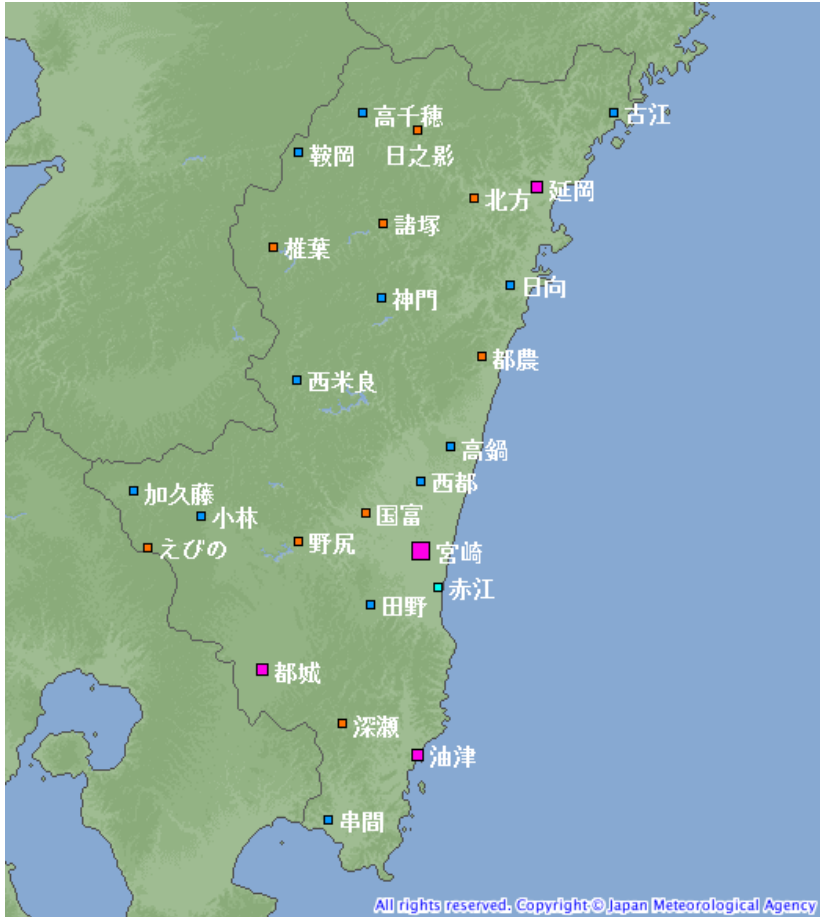 高千穂
古江
鞍岡
日之影
北方
延岡
諸塚
椎葉
神門
日向
都農
西米良
高鍋
西都
加久藤
小林
国富
えびの
野尻
宮崎
赤江
田野
都城
深瀬
油津
串間
All rights reserved. Copyright © Japan Meteorological Agency